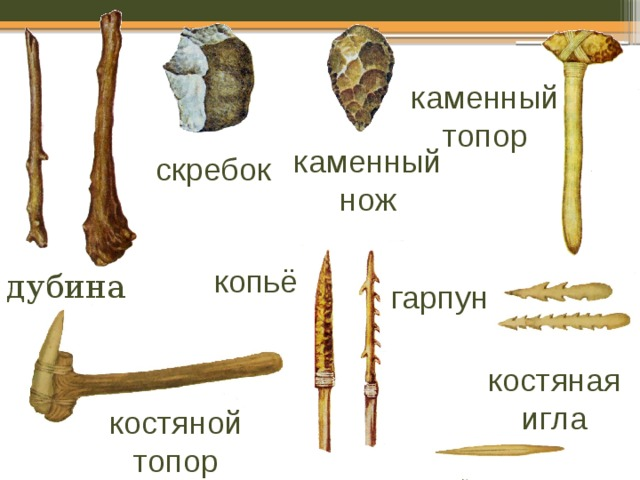 каменный
топор
скребок
каменный
нож
дубина
копьё
гарпун
костяная
игла
костяной
топор